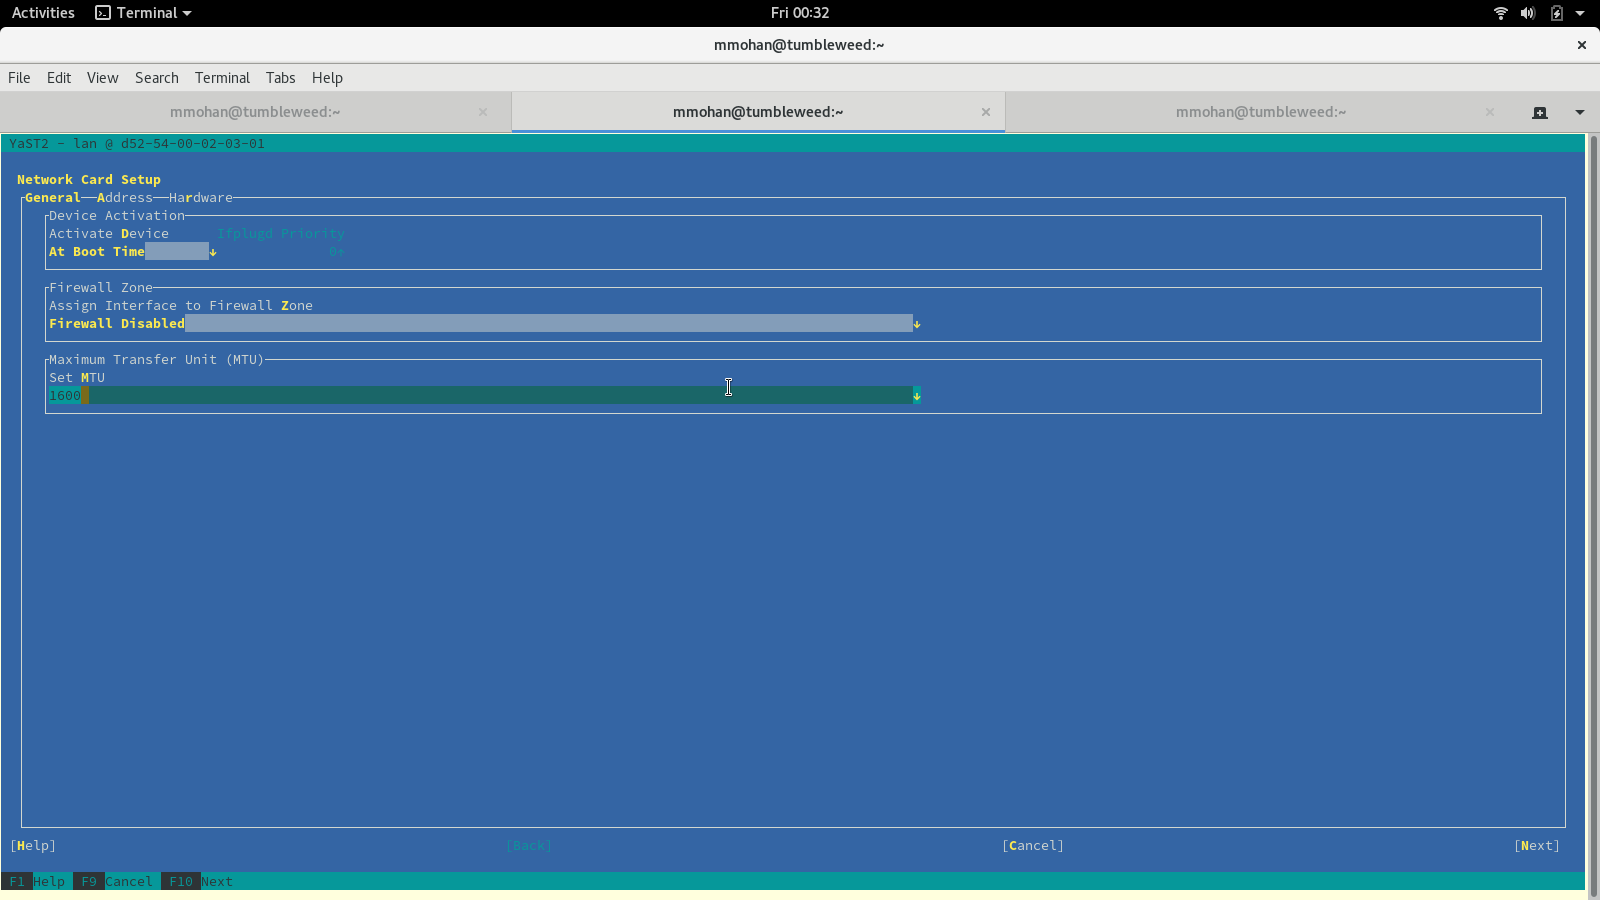 Activities Terminal Fri 00:32
mmohan@tumbleweed:~
File Edit View Search Terminal Tabs Help
mmohan@tumbleweed:~ mmohan@tumbleweed:~ mmohan@tumbleweed:~
YaST2 - lan @ d52-54-00-02-03-01
Network Card Setup
General Address Hardware
Device Activation
Activate Device Ifplugd Priority
At Boot Time 0
Firewall Zone
Assign Interface to Firewall Zone
Firewall Disabled
Maximum Transfer Unit (MTU)
Set MTU
1600
[Help] [Back] [Cancel] [Next]
F1 Help F9 Cancel F10 Next